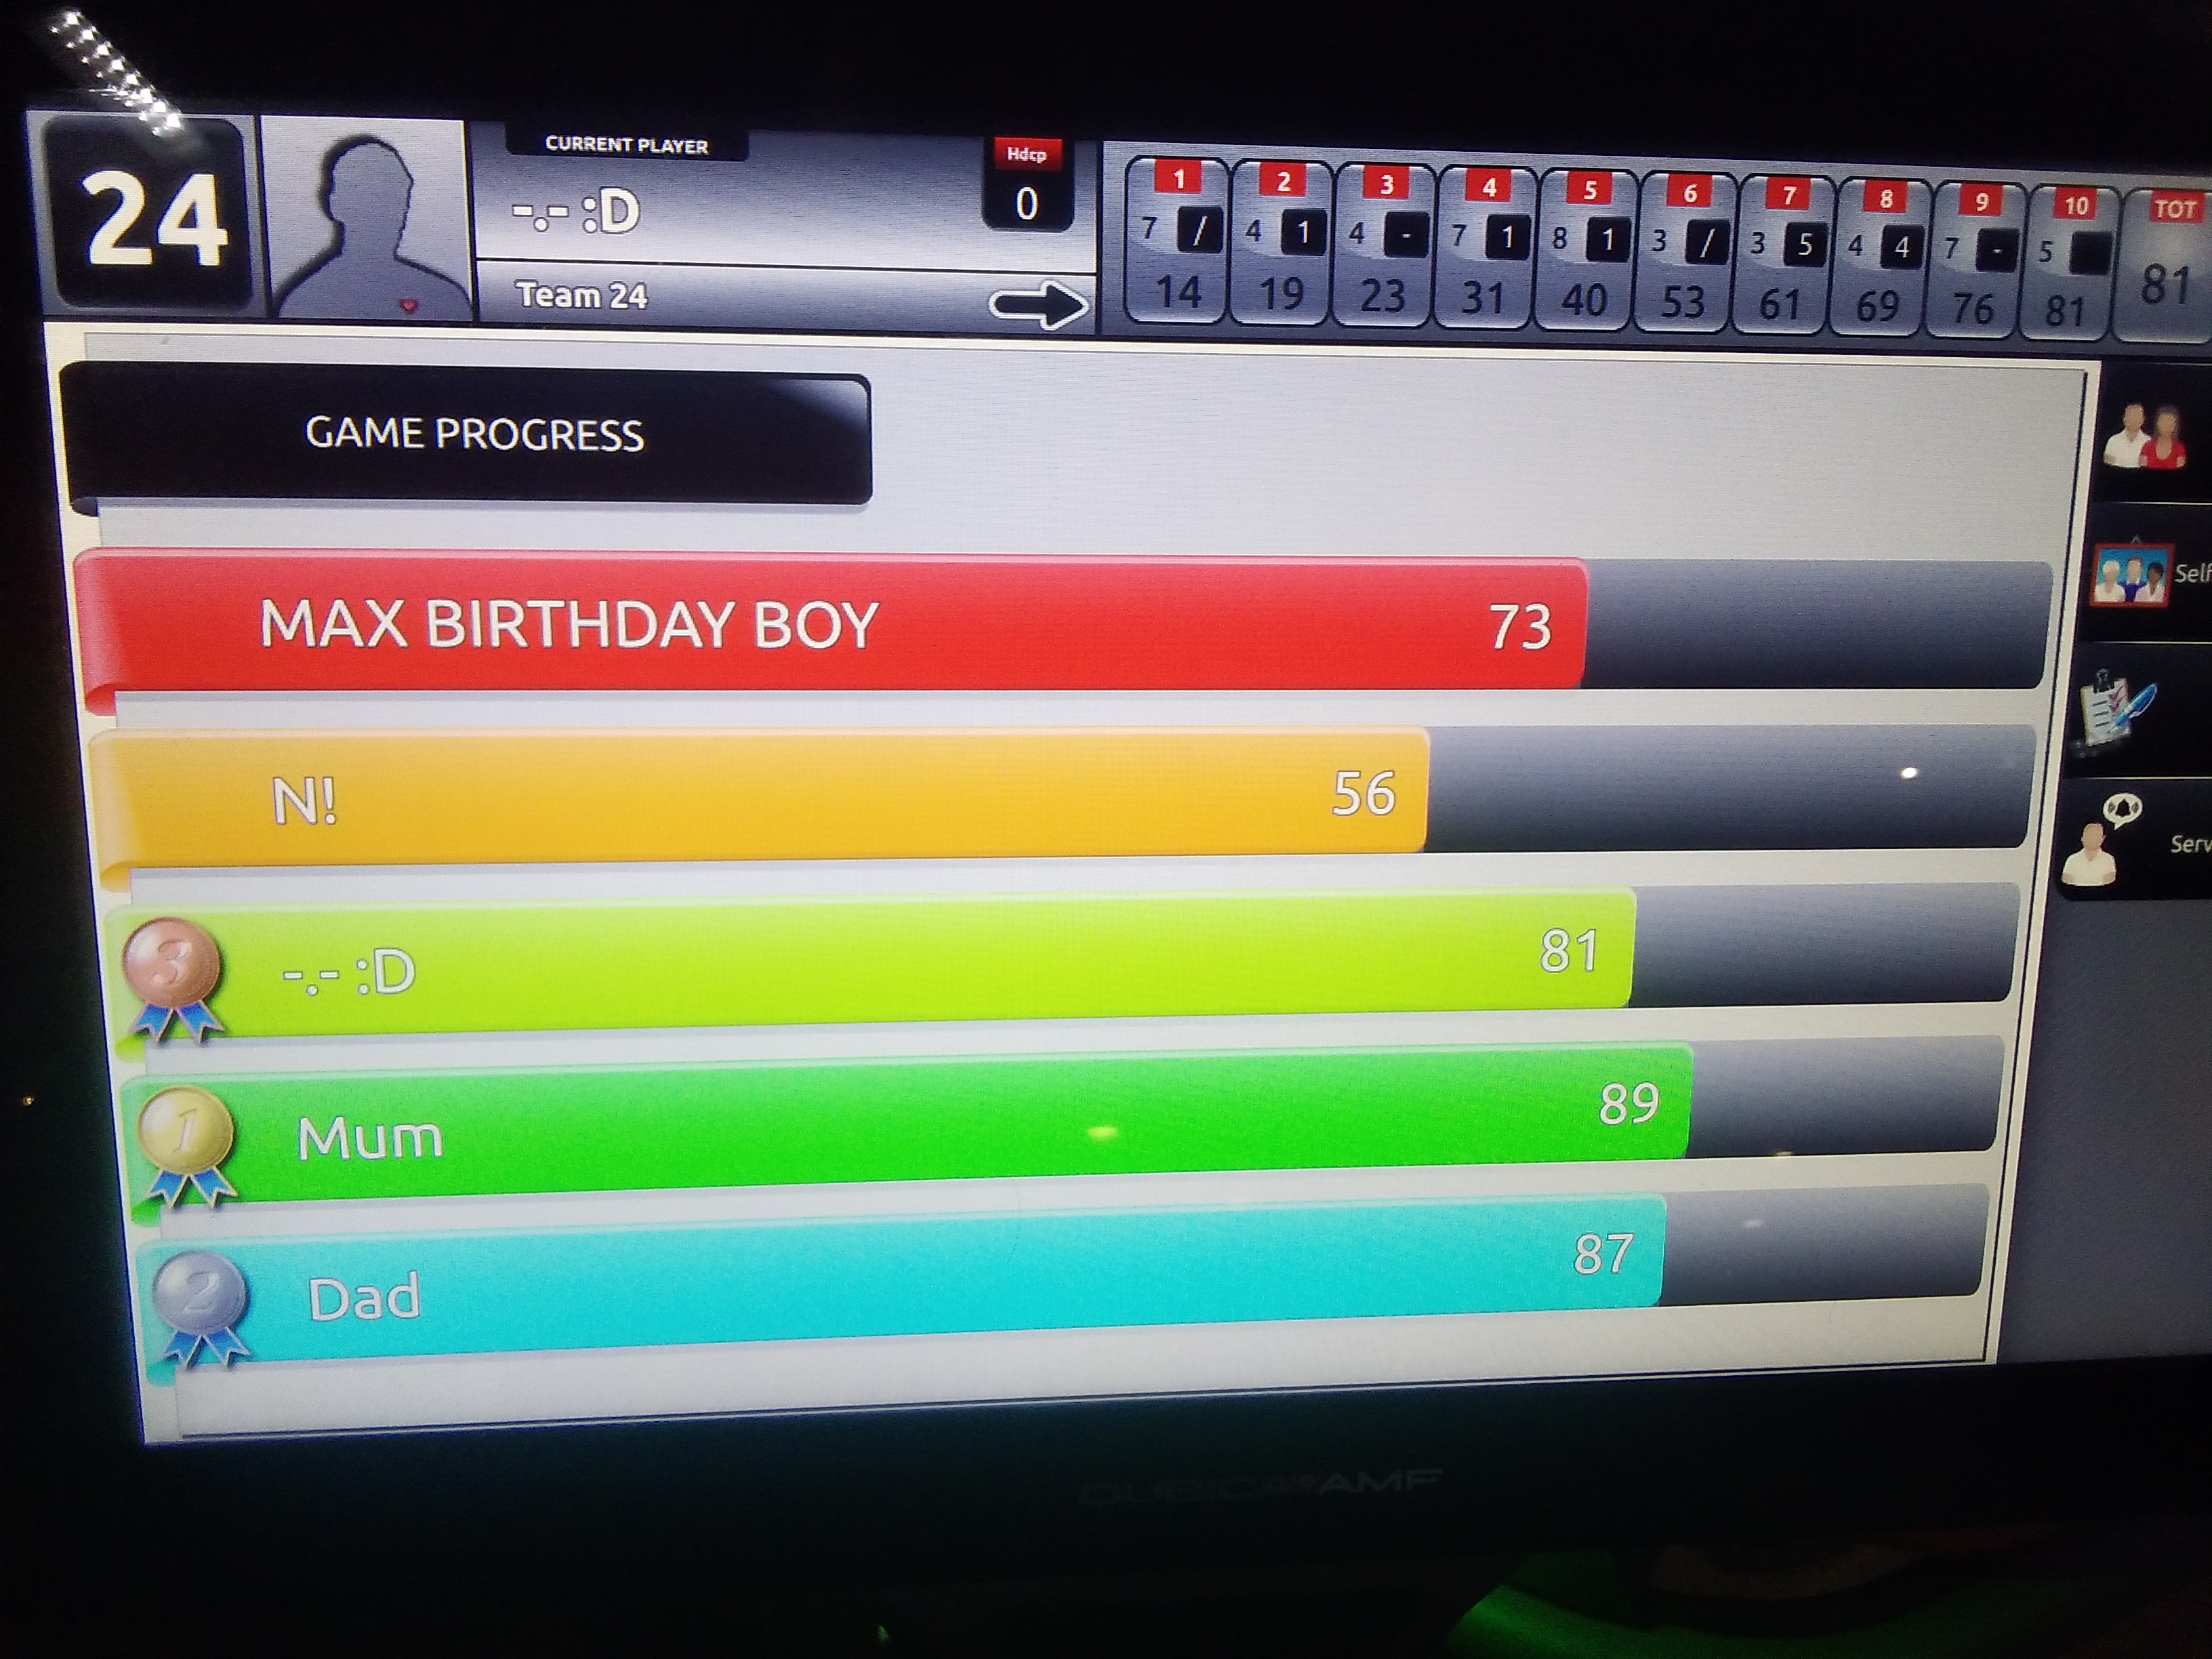 24
CURRENT PLAYER
-.- :D
Hdcp
0
Team 24
1 2 3 4 5 6 7 8 9 10 TOT
7 / 4 1 4 - 7 1 8 1 3 / 3 5 4 4 7 - 5
14 19 23 31 40 53 61 69 76 81 81
GAME PROGRESS
MAX BIRTHDAY BOY 73
N! 56
3 -.- :D 81
1 Mum 89
2 Dad 87
Self
Serv
QUBICA AMF